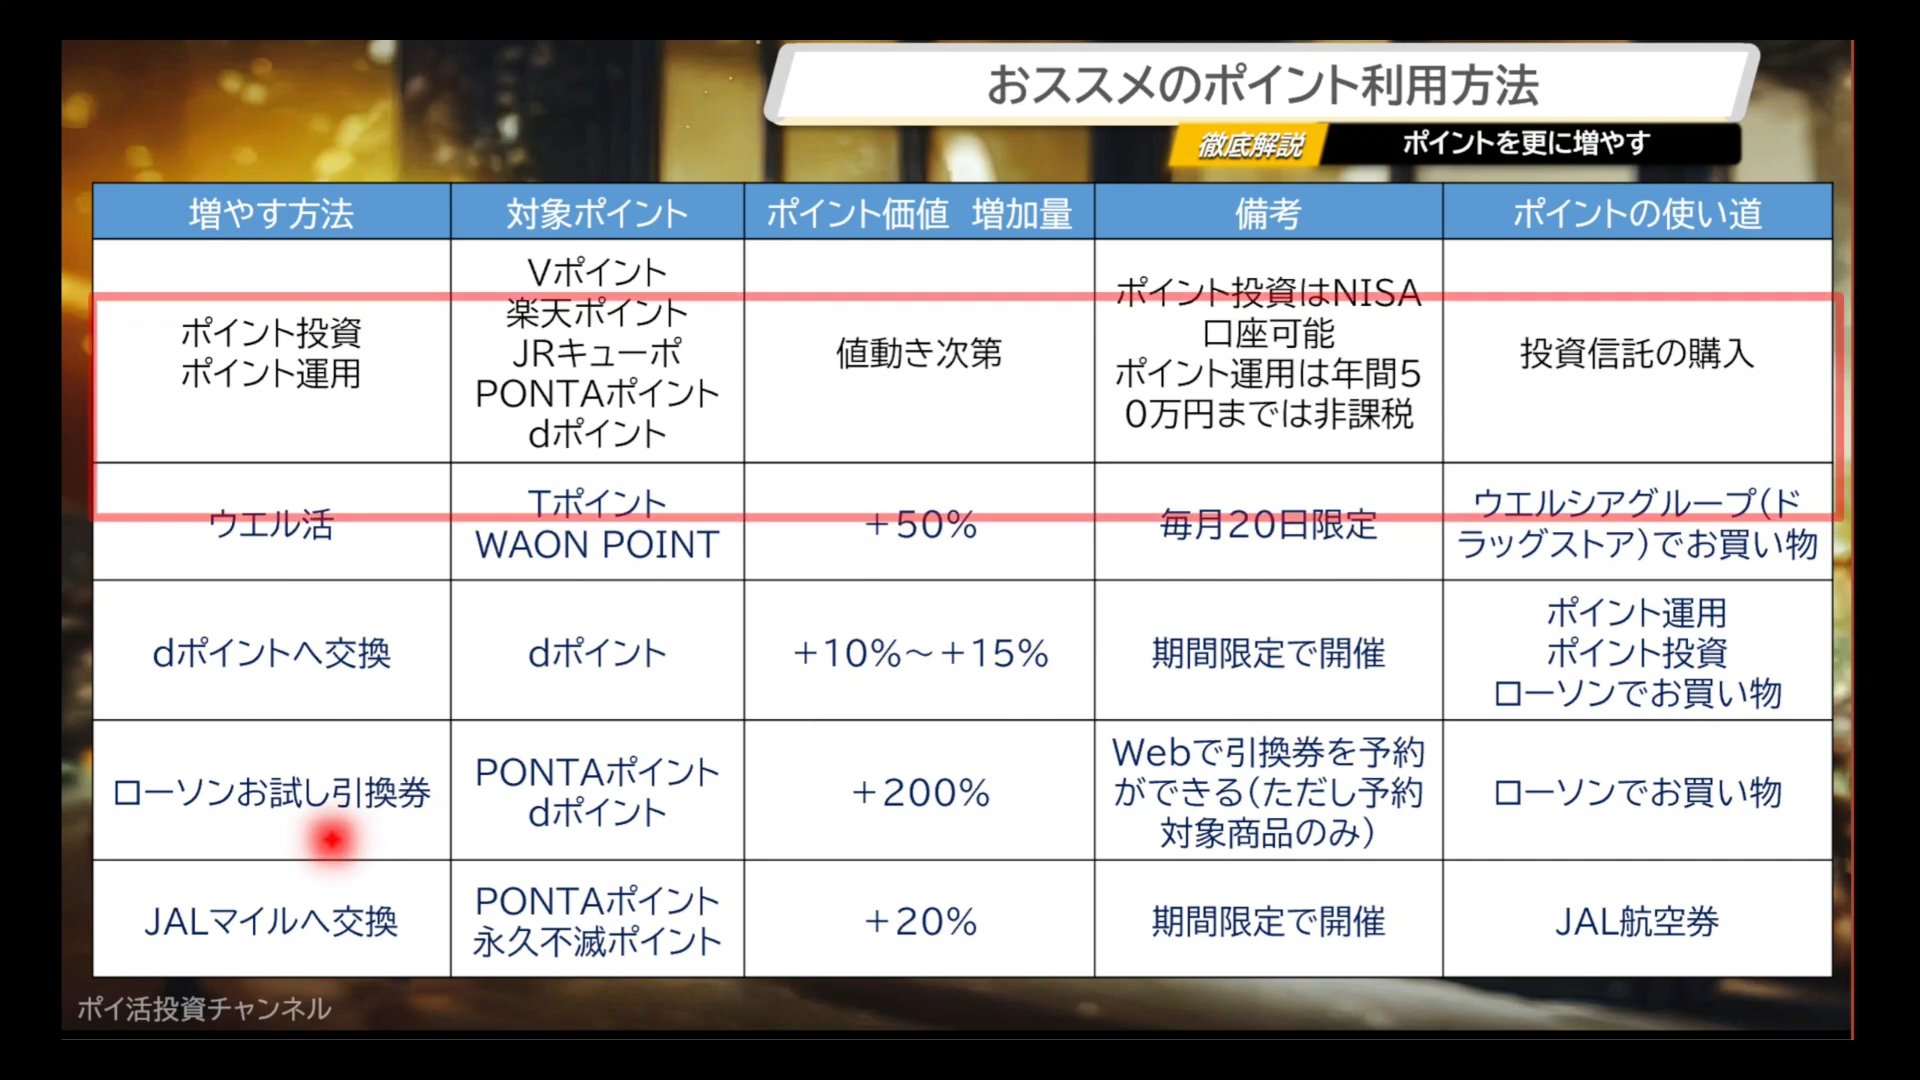 おススメのポイント利用方法
徹底解説 ポイントを更に増やす
増やす方法 対象ポイント ポイント価値 増加量 備考 ポイントの使い道
ポイント投資
ポイント運用
Vポイント
楽天ポイント
JRキューポ
PONTAポイント
dポイント
値動き次第
ポイント投資はNISA
口座可能
ポイント運用は年間5
0万円までは非課税
投資信託の購入
ウエル活
Tポイント
WAON POINT
+50%
毎月20日限定
ウエルシアグループ(ド
ラッグストア)でお買い物
dポイントへ交換
dポイント
+10%~+15%
期間限定で開催
ポイント運用
ポイント投資
ローソンでお買い物
ローソンお試し引換券
PONTAポイント
dポイント
+200%
Webで引換券を予約
ができる(ただし予約
対象商品のみ)
ローソンでお買い物
JALマイルへ交換
PONTAポイント
永久不滅ポイント
+20%
期間限定で開催
JAL航空券
ポイ活投資チャンネル